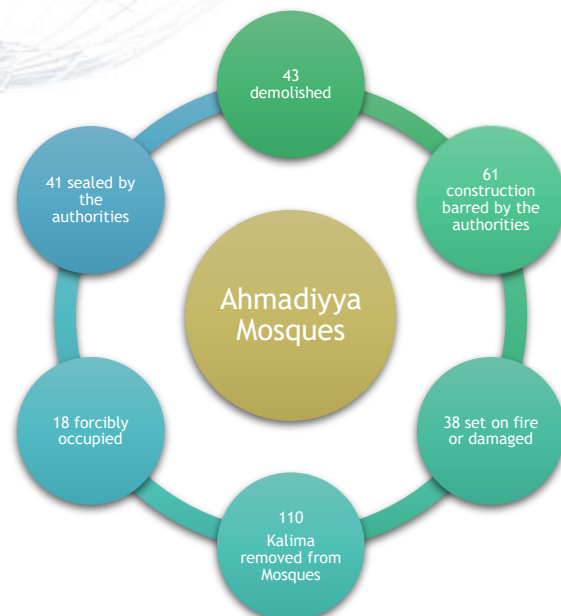 43
demolished
61
construction
barred by the
authorities
38 set on fire
or damaged
110
Kalima
removed from
Mosques
18 forcibly
occupied
41 sealed by
the
authorities
Ahmadiyya
Mosques